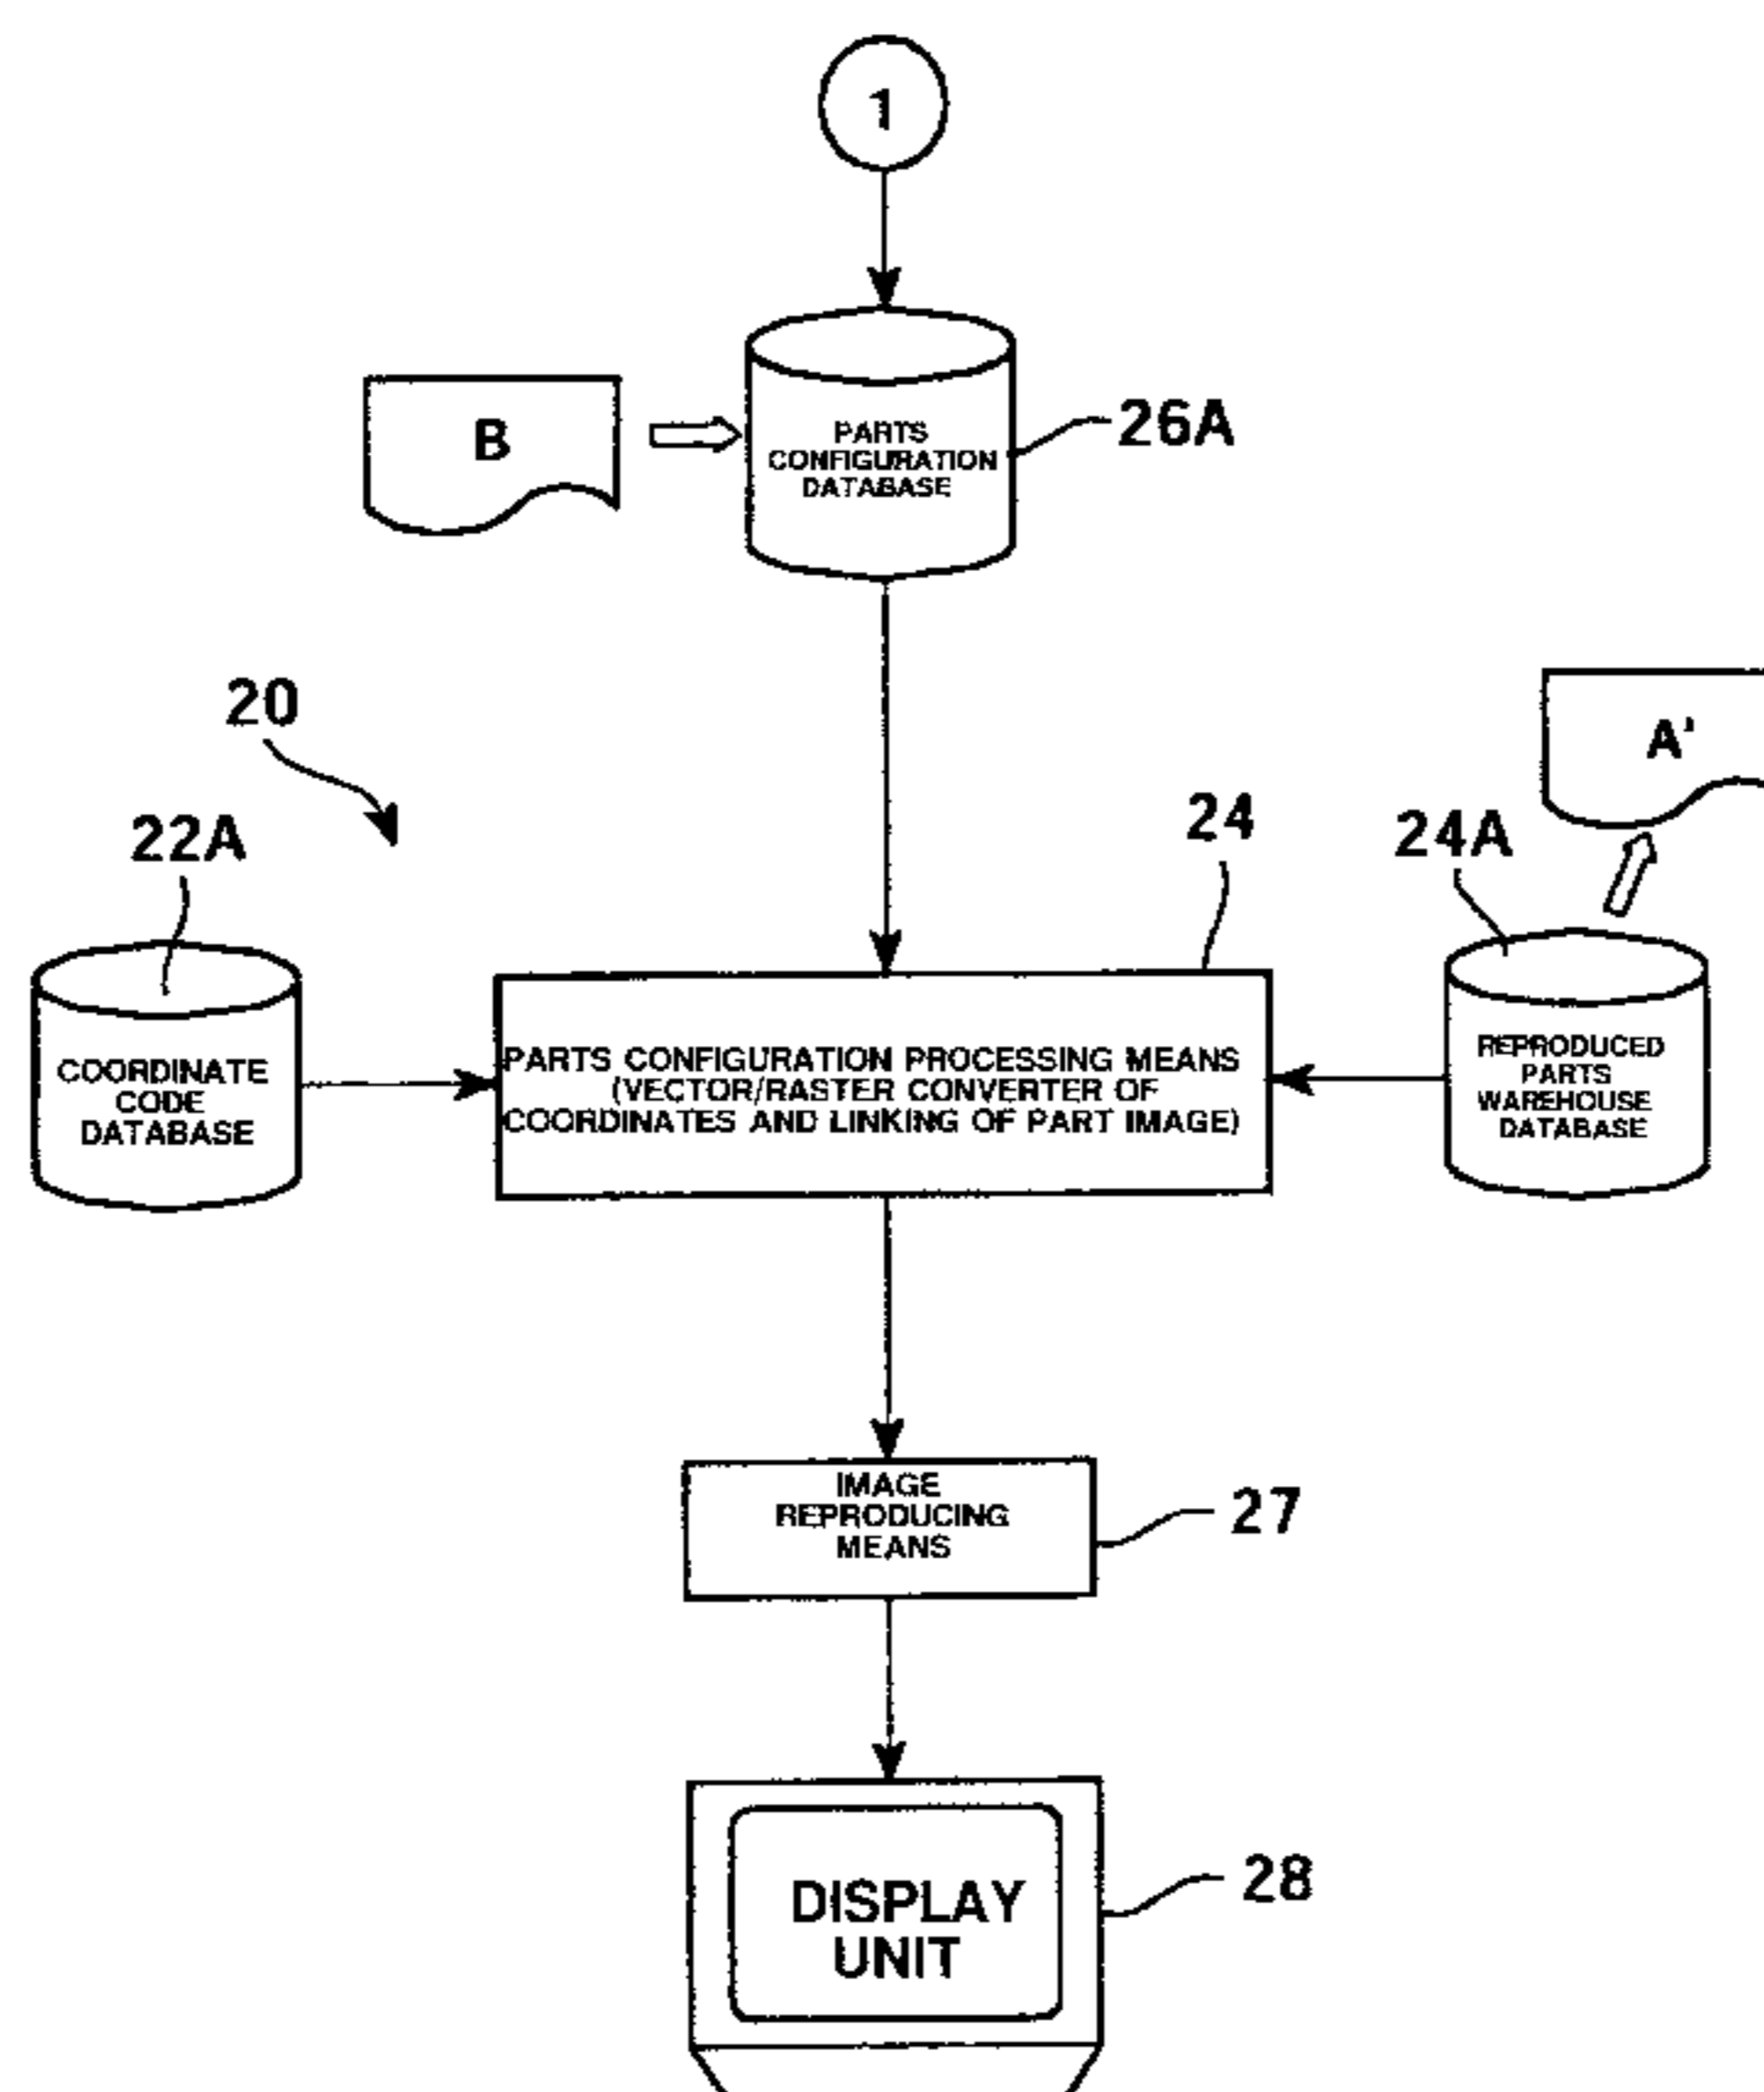 1
B
PARTS
CONFIGURATION
DATABASE
26A
20
A'
22A
24
24A
COORDINATE
CODE
DATABASE
PARTS CONFIGURATION PROCESSING MEANS
(VECTOR/RASTER CONVERTER OF
COORDINATES AND LINKING OF PART IMAGE)
REPRODUCED
PARTS
WAREHOUSE
DATABASE
IMAGE
REPRODUCING
MEANS
27
DISPLAY
UNIT
28